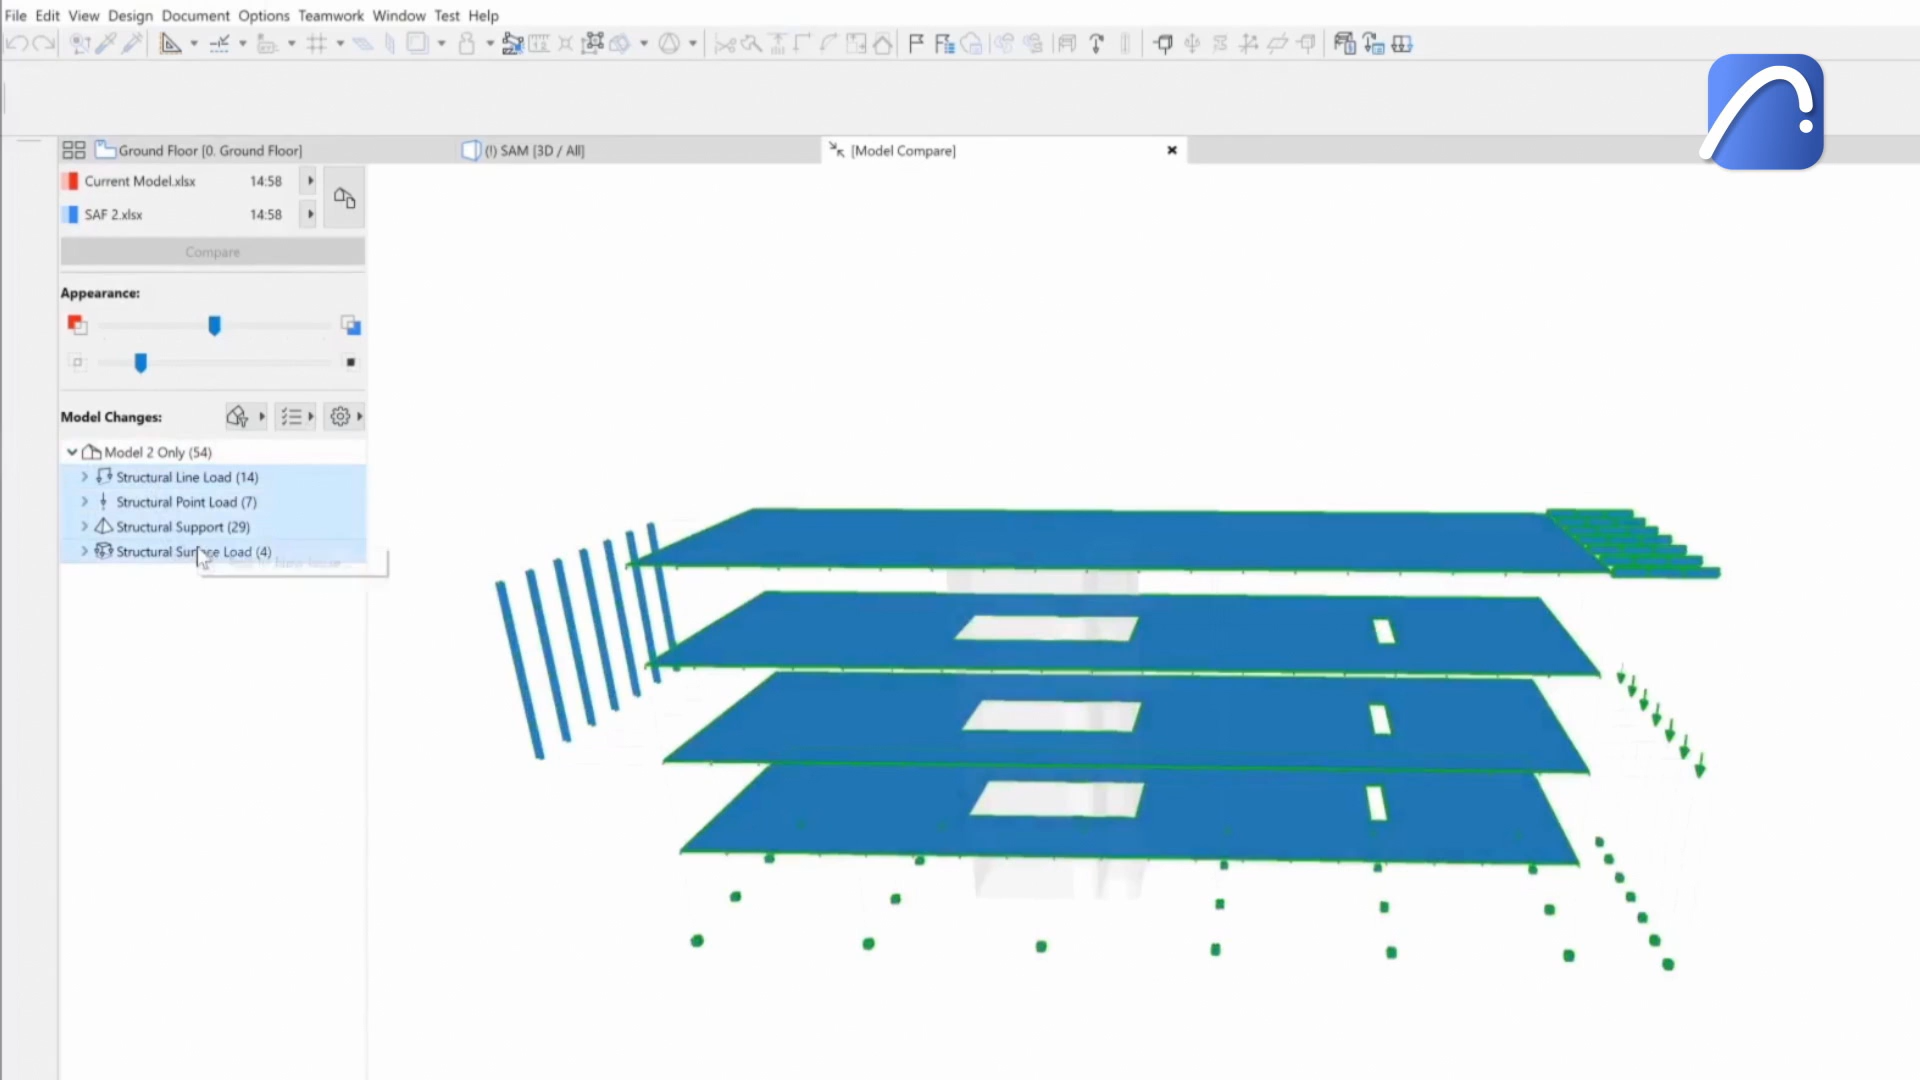 File Edit View Design Document Options Teamwork Window Test Help
Ground Floor [0. Ground Floor]
(!) SAM [3D / All]
[Model Compare]
Current Model.xlsx 14:58
SAF 2.xlsx 14:58
Compare
Appearance:
Model Changes:
Model 2 Only (54)
Structural Line Load (14)
Structural Point Load (7)
Structural Support (29)
Structural Surface Load (4)